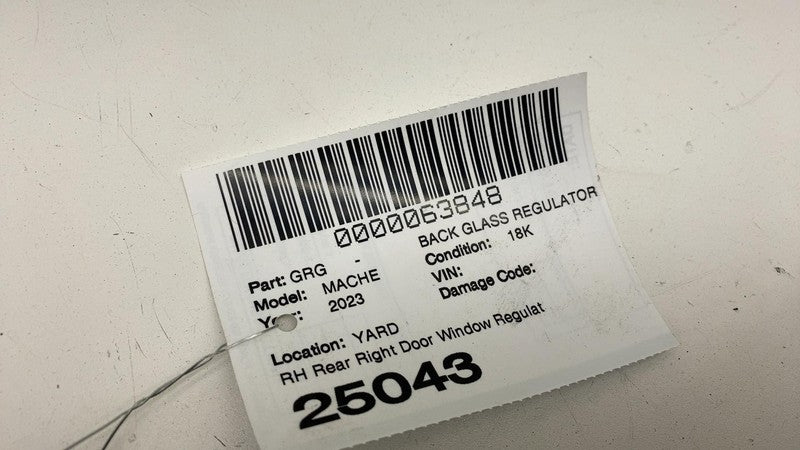 0000063848
Part: GRG - BACK GLASS REGULATOR
Model: MACHE Condition: 18K
Year: 2023 VIN:
Damage Code:
Location: YARD
RH Rear Right Door Window Regulat
25043